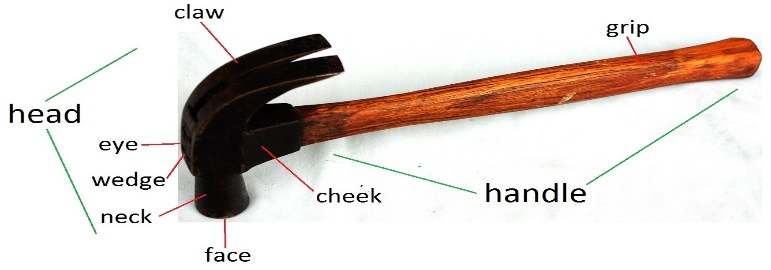 claw
grip
head
eye
wedge
cheek
handle
neck
face